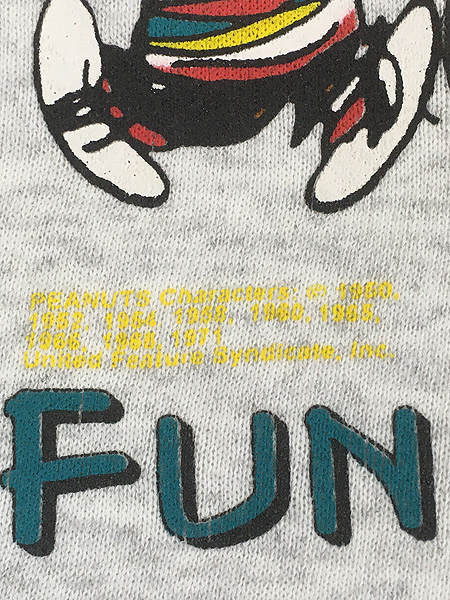 PEANUTS Characters: © 1950,
1952, 1954, 1958, 1960, 1965,
1966, 1968, 1971
United Feature Syndicate, Inc.
FUN